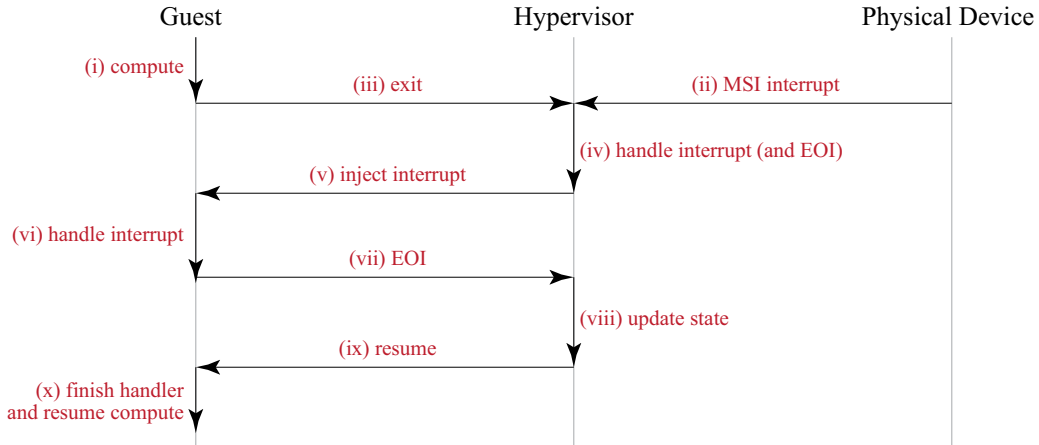 Guest
Hypervisor
Physical Device
(i) compute
(iii) exit
(ii) MSI interrupt
(iv) handle interrupt (and EOI)
(v) inject interrupt
(vi) handle interrupt
(vii) EOI
(viii) update state
(ix) resume
(x) finish handler
and resume compute